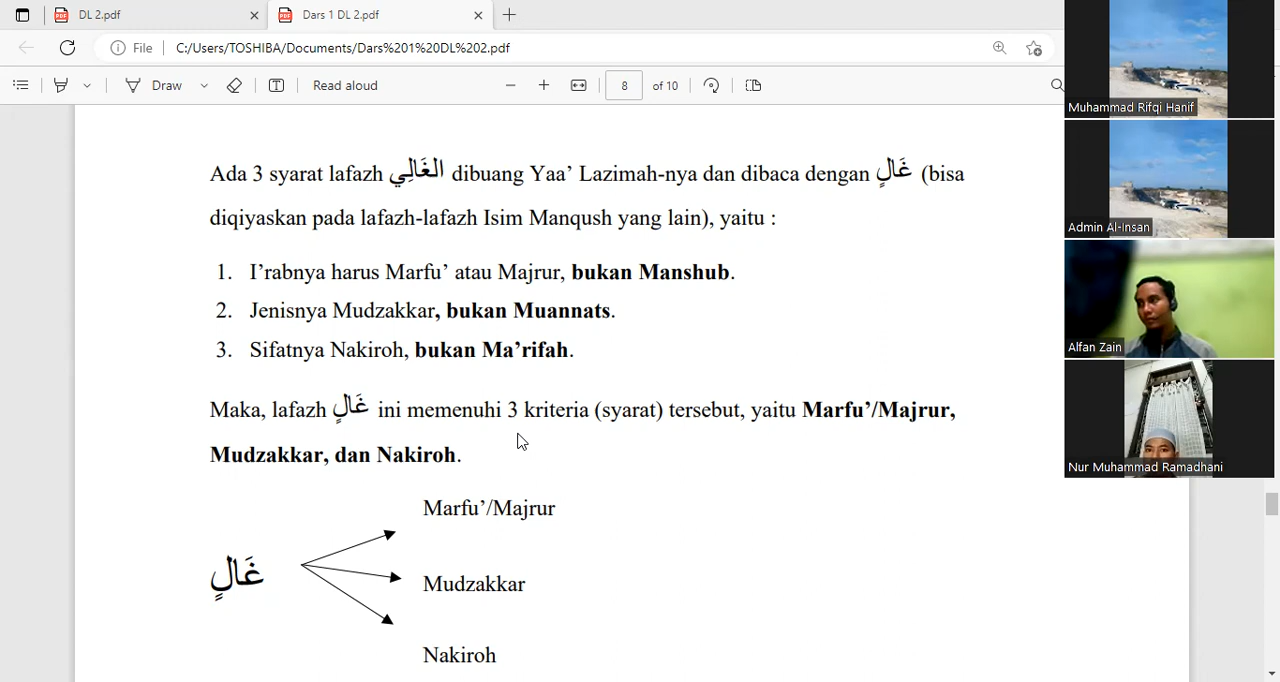 DL 2.pdf
Dars 1 DL 2.pdf
File
C:/Users/TOSHIBA/Documents/Dars%201%20DL%202.pdf
Draw
Read aloud
8
of 10
Ada 3 syarat lafazh الغَالِي dibuang Yaa’ Lazimah-nya dan dibaca dengan غَالٍ (bisa
diqiyaskan pada lafazh-lafazh Isim Manqush yang lain), yaitu :
1. I’rabnya harus Marfu’ atau Majrur, bukan Manshub.
2. Jenisnya Mudzakkar, bukan Muannats.
3. Sifatnya Nakiroh, bukan Ma’rifah.
Maka, lafazh غَالٍ ini memenuhi 3 kriteria (syarat) tersebut, yaitu Marfu’/Majrur,
Mudzakkar, dan Nakiroh.
Marfu’/Majrur
غَالٍ
Mudzakkar
Nakiroh
Muhammad Rifqi Hanif
Admin Al-Insan
Alfan Zain
Nur Muhammad Ramadhani